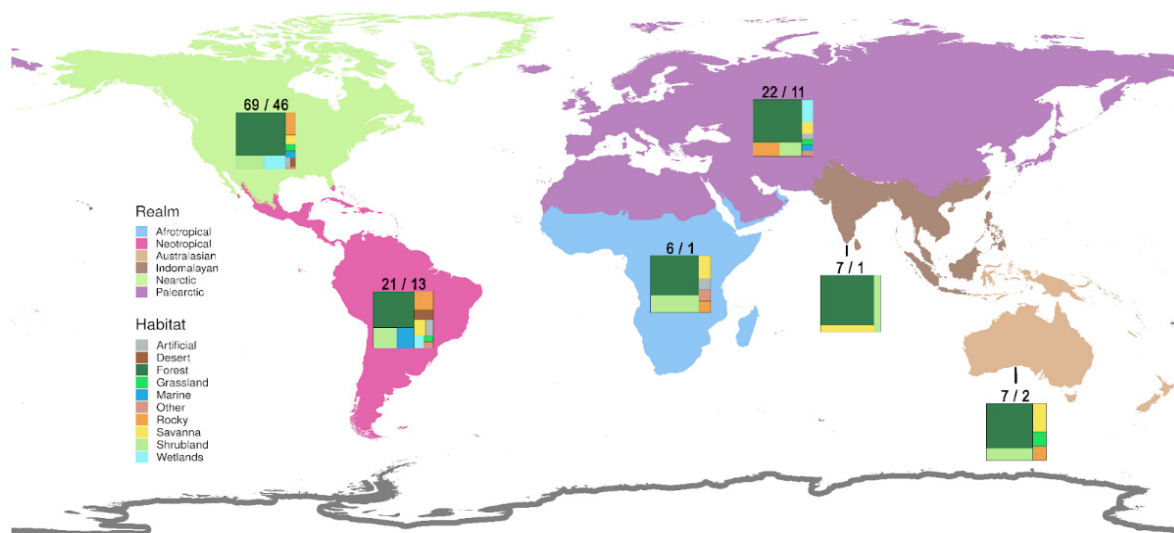 69 / 46
22 / 11
Realm
Afrotropical
Neotropical
Australasian
Indomalayan
Nearctic
Palearctic
6 / 1
7 / 1
21 / 13
Habitat
Artificial
Desert
Forest
Grassland
Marine
Other
Rocky
Savanna
Shrubland
Wetlands
7 / 2